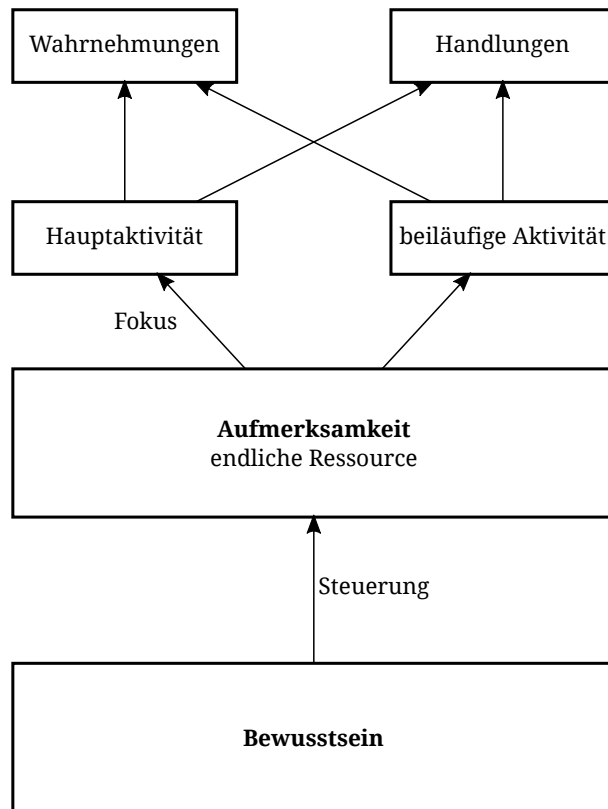 Wahrnehmungen
Handlungen
Hauptaktivität
beiläufige Aktivität
Fokus
Aufmerksamkeit
endliche Ressource
Steuerung
Bewusstsein